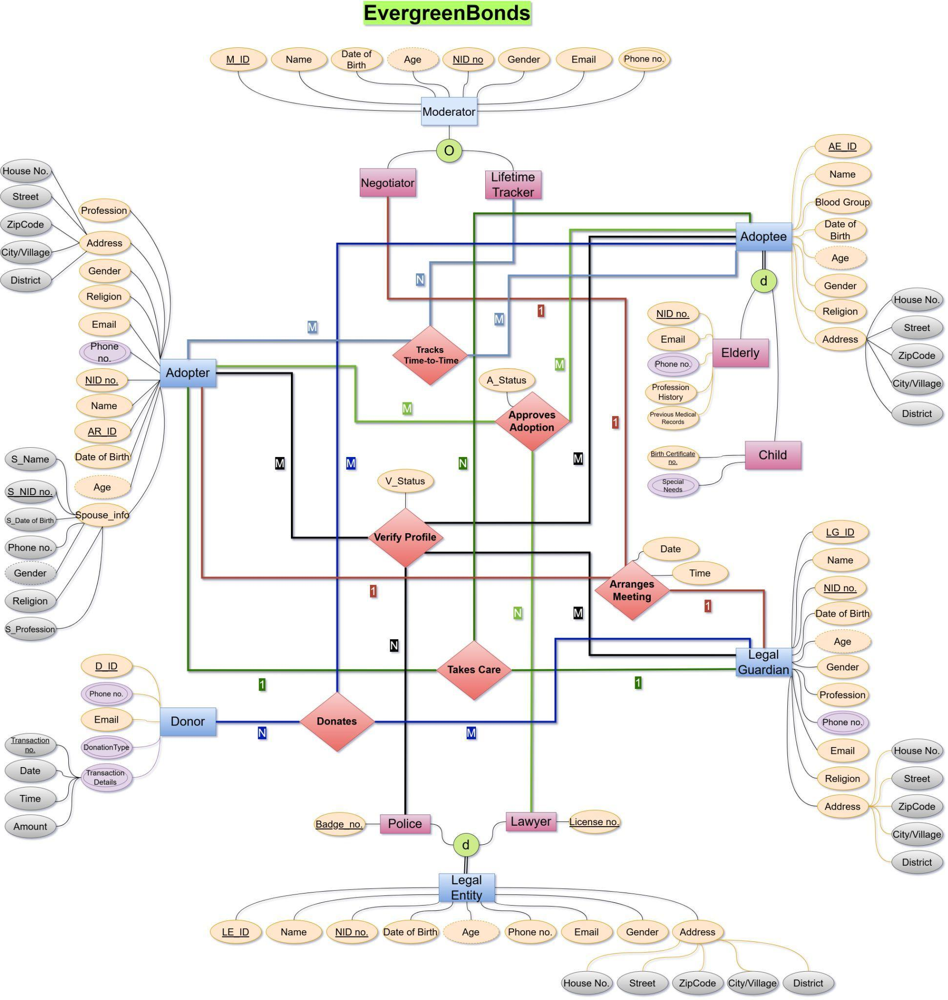 EvergreenBonds
M_ID
Name
Date of
Birth
Age
NID no
Gender
Email
Phone no.
Moderator
O
Negotiator
Lifetime
Tracker
House No.
Street
ZipCode
City/Village
District
Profession
Address
Gender
Religion
Email
Phone
no.
NID no.
Name
AR_ID
Date of Birth
Age
Spouse_info
S_Name
S_NID no.
S_Date of Birth
Phone no.
Gender
Religion
S_Profession
Adopter
AE_ID
Name
Blood Group
Date of
Birth
Age
Gender
Religion
Address
House No.
Street
ZipCode
City/Village
District
Adoptee
d
NID no.
Email
Phone no.
Profession
History
Previous Medical
Records
Elderly
Birth Certificate
no.
Special
Needs
Child
N
M
M
Tracks
Time-to-Time
1
1
1
1
A_Status
Approves
Adoption
M
M
N
V_Status
Verify Profile
M
M
M
N
Date
Time
Arranges
Meeting
M
N
Takes Care
1
1
Donates
N
M
LG_ID
Name
NID no.
Date of Birth
Age
Gender
Profession
Phone no.
Email
Religion
Address
House No.
Street
ZipCode
City/Village
District
Legal
Guardian
D_ID
Phone no.
Email
DonationType
Transaction
Details
Transaction
no.
Date
Time
Amount
Donor
Badge_no.
Police
Lawyer
License no.
d
Legal
Entity
LE_ID
Name
NID no.
Date of Birth
Age
Phone no.
Email
Gender
Address
House No.
Street
ZipCode
City/Village
District